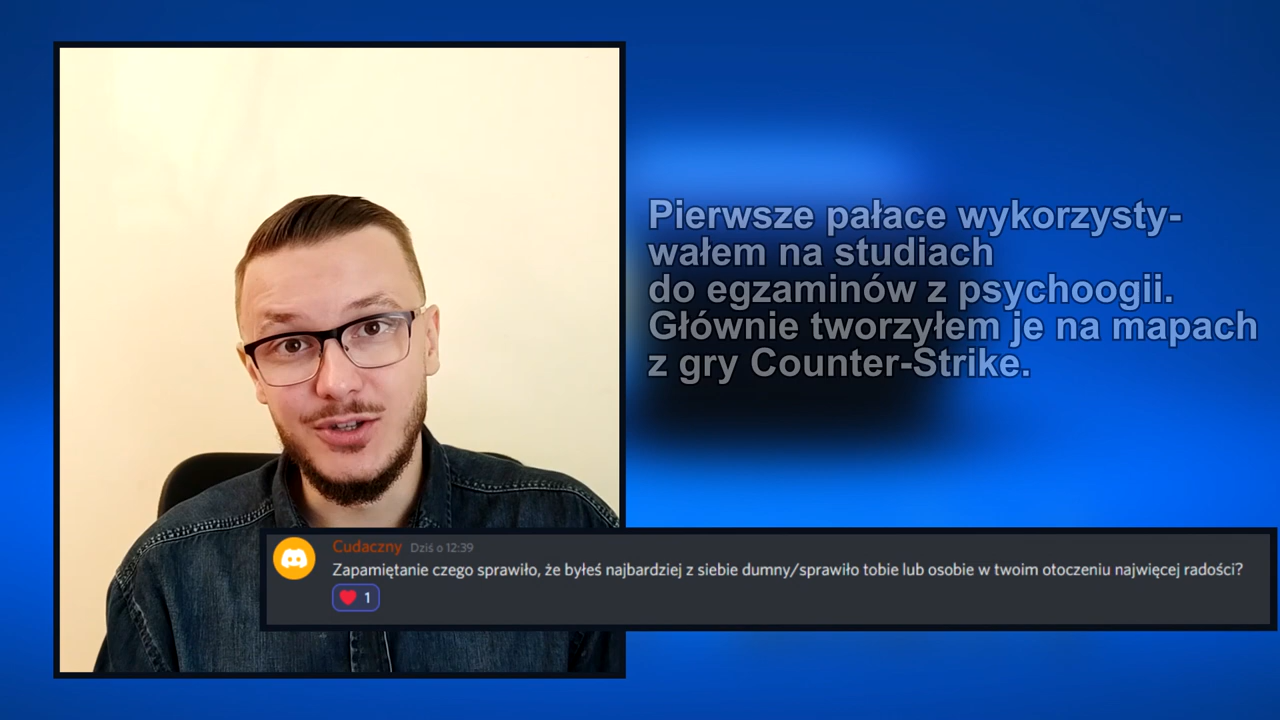 Pierwsze pałace wykorzysty-
wałem na studiach
do egzaminów z psychoogii.
Głównie tworzyłem je na mapach
z gry Counter-Strike.
Cudaczny Dziś o 12:39
Zapamiętanie czego sprawiło, że byłeś najbardziej z siebie dumny/sprawiło tobie lub osobie w twoim otoczeniu najwięcej radości?
1